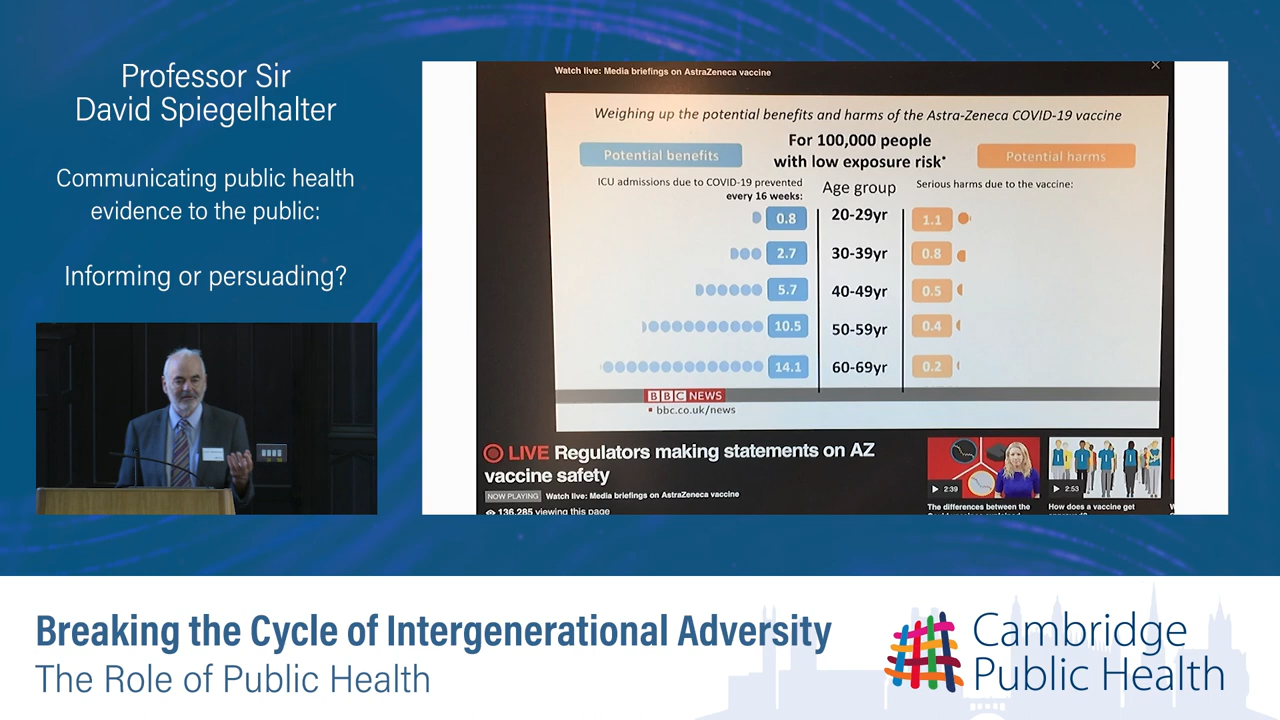 Professor Sir
David Spiegelhalter
Communicating public health
evidence to the public:
Informing or persuading?
Watch live: Media briefings on AstraZeneca vaccine
Weighing up the potential benefits and harms of the Astra-Zeneca COVID-19 vaccine
For 100,000 people
with low exposure risk*
Potential benefits
Potential harms
ICU admissions due to COVID-19 prevented
every 16 weeks:
Age group
Serious harms due to the vaccine:
0.8 20-29yr 1.1
2.7 30-39yr 0.8
5.7 40-49yr 0.5
10.5 50-59yr 0.4
14.1 60-69yr 0.2
BBC NEWS
bbc.co.uk/news
LIVE Regulators making statements on AZ
vaccine safety
NOW PLAYING Watch live: Media briefings on AstraZeneca vaccine
136,285 viewing this page
2:39
The differences between the
2:53
How does a vaccine get
Breaking the Cycle of Intergenerational Adversity
The Role of Public Health
Cambridge
Public Health